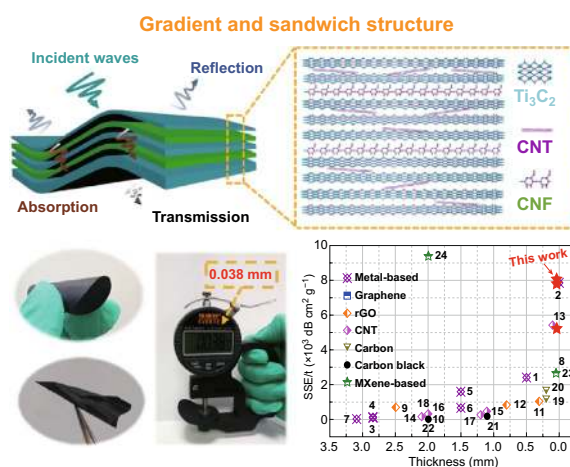 Gradient and sandwich structure
Incident waves
Reflection
Absorption
Transmission
Ti₃C₂
CNT
CNF
0.038 mm
SSE/t (×10³ dB cm² g⁻¹)
10
8
6
4
2
0
Metal-based
Graphene
rGO
CNT
Carbon
Carbon black
MXene-based
24
This work
2
13
8
23
1
20
19
5
6
12
11
9
4
7
3
18
16
14
10
22
15
17
21
3.5 3.0 2.5 2.0 1.5 1.0 0.5 0.0
Thickness (mm)